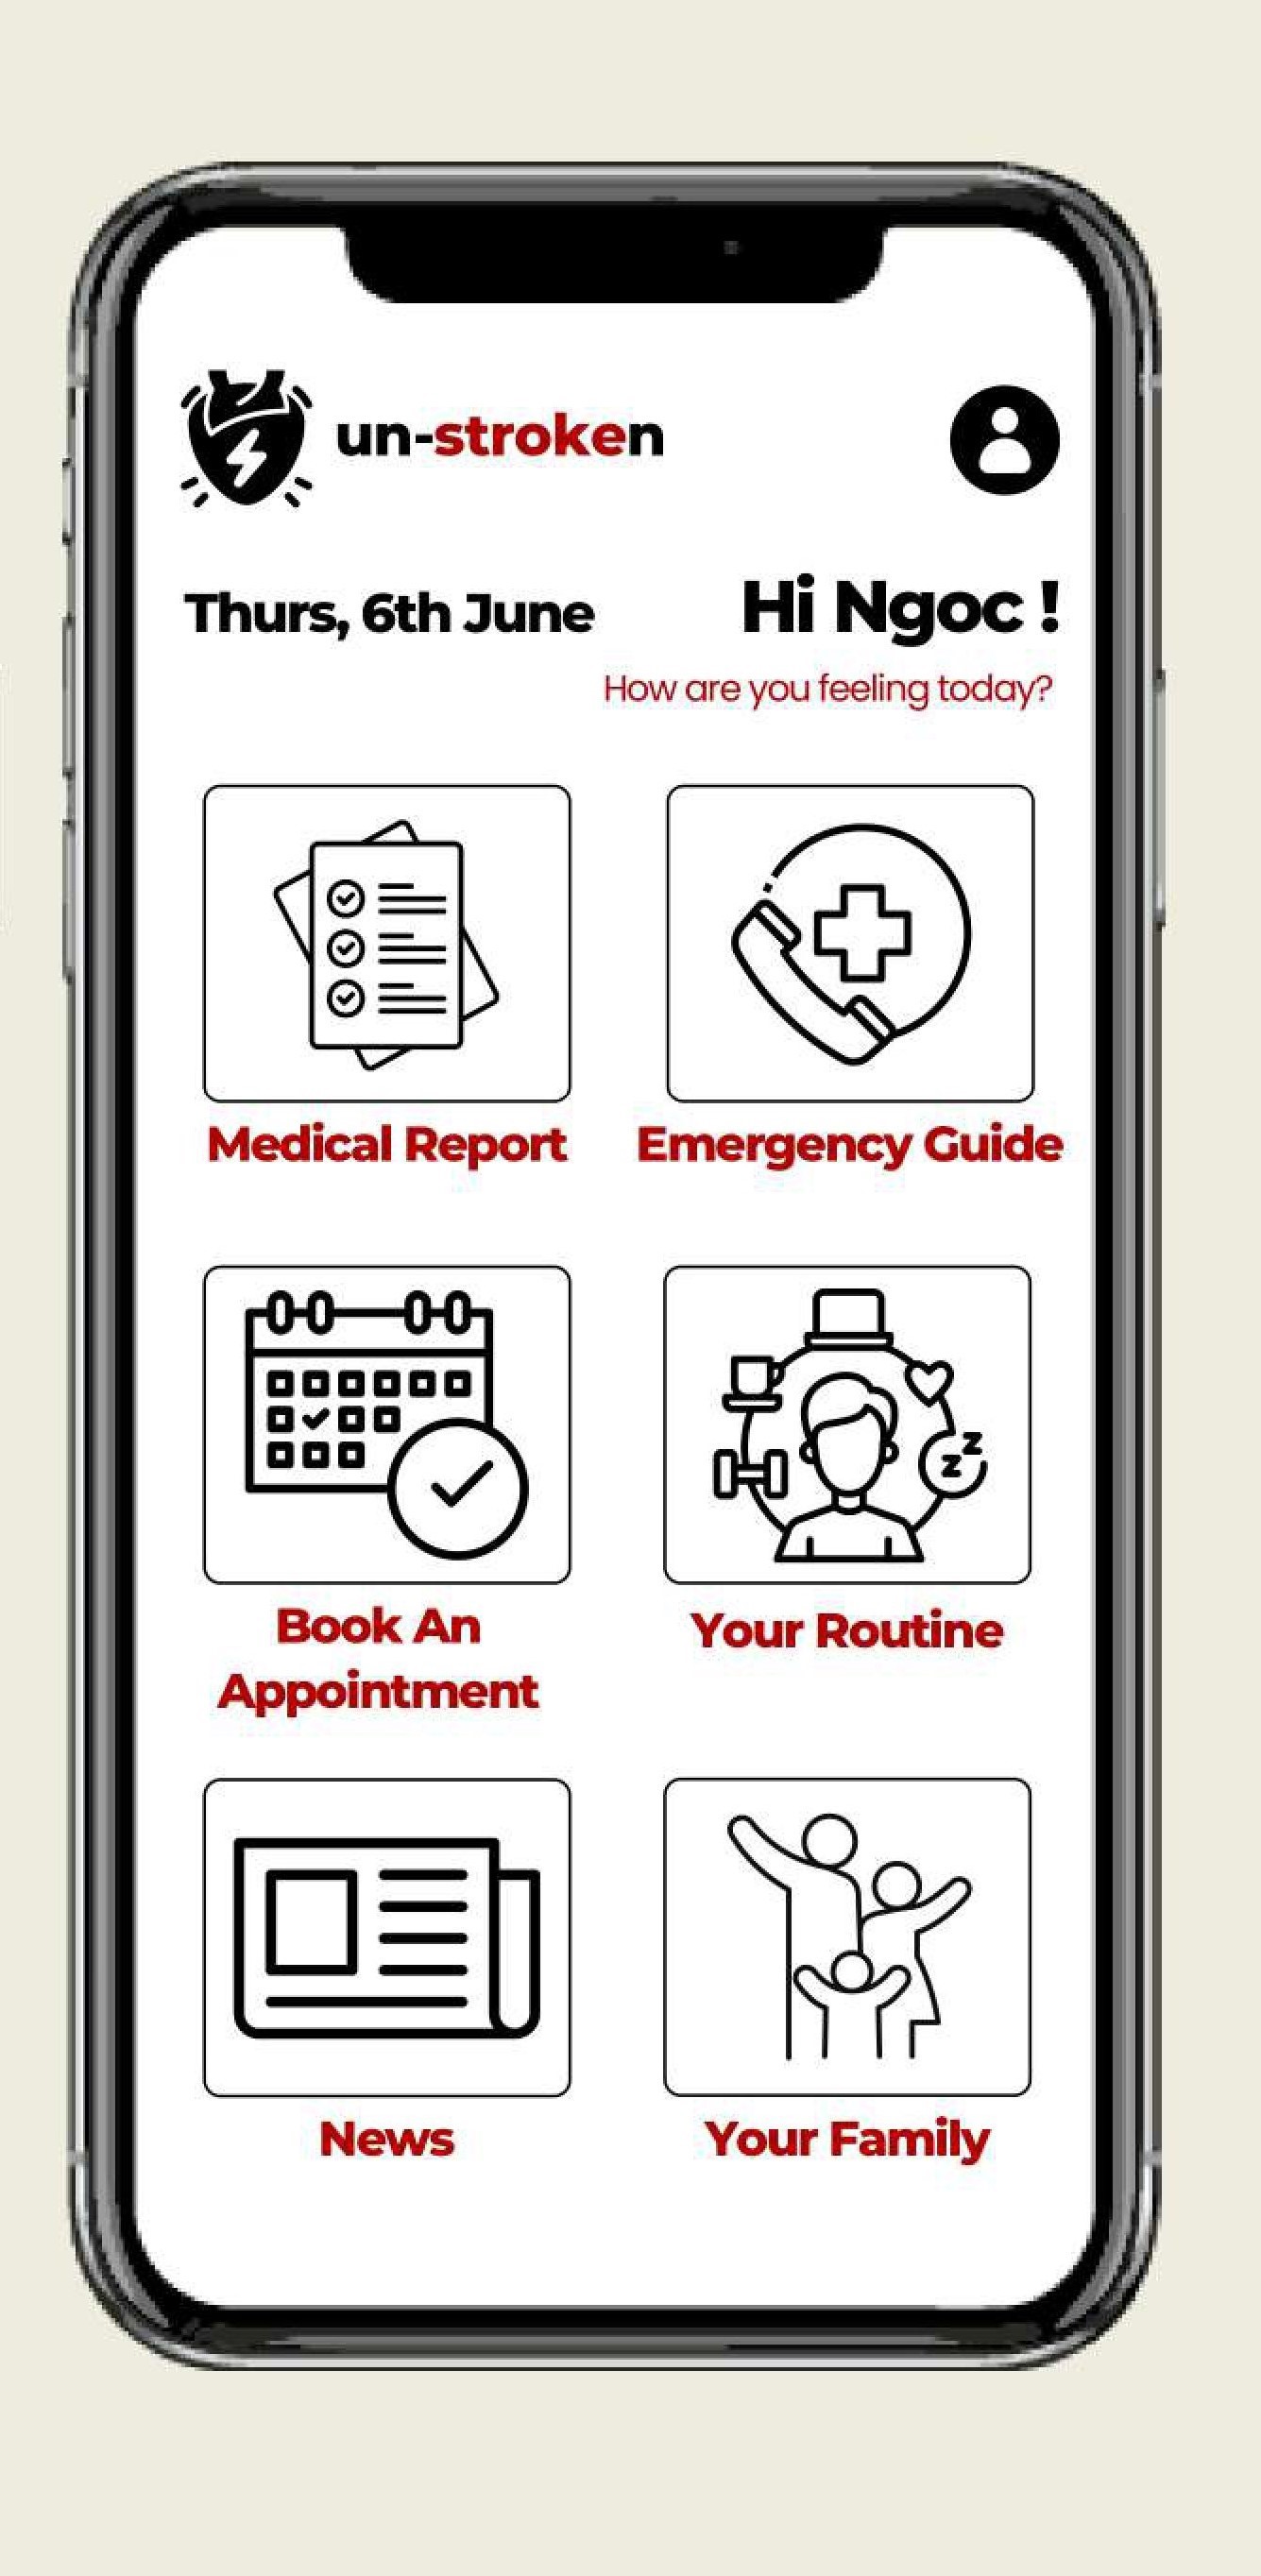 un-stroken
Thurs, 6th June
Hi Ngoc !
How are you feeling today?
Medical Report
Emergency Guide
Book An
Appointment
Your Routine
News
Your Family